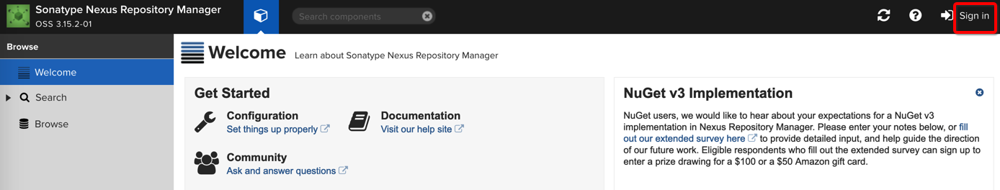 Sonatype Nexus Repository Manager
OSS 3.15.2-01
Search components
Sign in
Browse
Welcome
Search
Browse
Welcome Learn about Sonatype Nexus Repository Manager
Get Started
Configuration
Set things up properly
Documentation
Visit our help site
Community
Ask and answer questions
NuGet v3 Implementation
NuGet users, we would like to hear about your expectations for a NuGet v3
implementation in Nexus Repository Manager. Please enter your notes below, or fill
out our extended survey here to provide detailed input, and help guide the direction
of our future work. Eligible respondents who fill out the extended survey can sign up to
enter a prize drawing for a $100 or a $50 Amazon gift card.